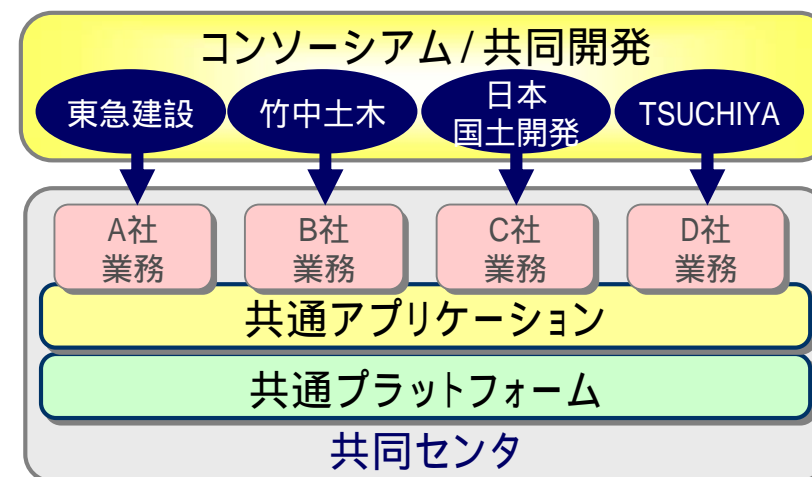 コンソーシアム/共同開発
東急建設
竹中土木
日本
国土開発
TSUCHIYA
A社
業務
B社
業務
C社
業務
D社
業務
共通アプリケーション
共通プラットフォーム
共同センタ